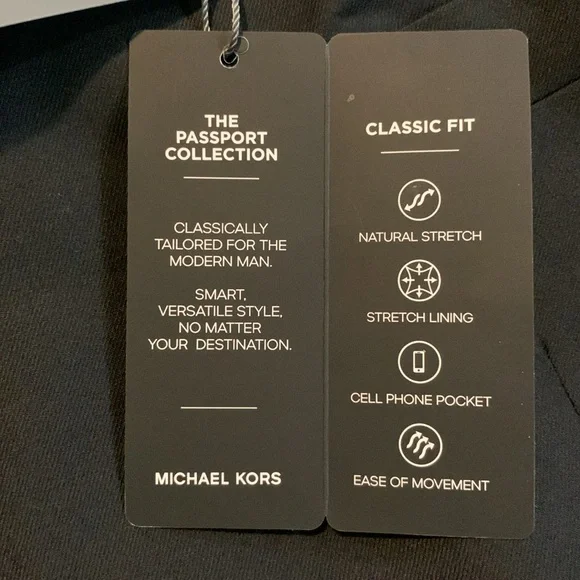 THE
PASSPORT
COLLECTION
CLASSICALLY
TAILORED FOR THE
MODERN MAN.
SMART,
VERSATILE STYLE,
NO MATTER
YOUR DESTINATION.
MICHAEL KORS
CLASSIC FIT
NATURAL STRETCH
STRETCH LINING
CELL PHONE POCKET
EASE OF MOVEMENT